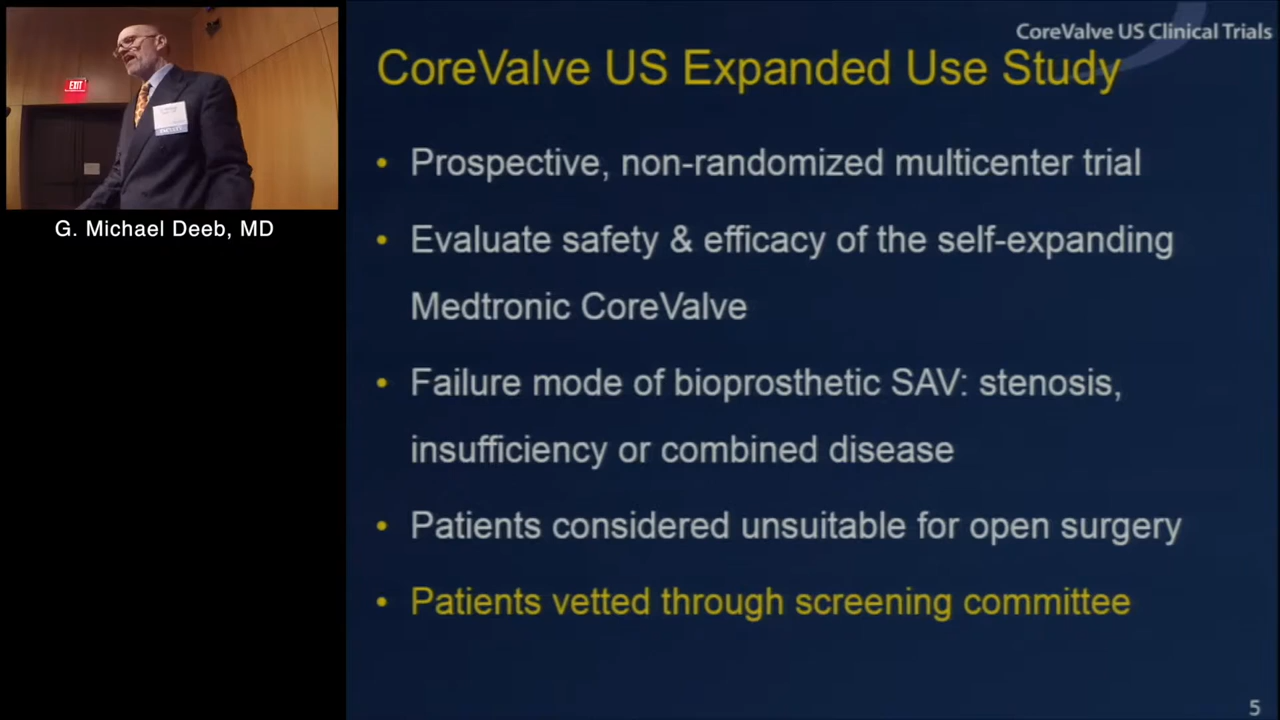 EXIT
G. Michael Deeb, MD
CoreValve US Clinical Trials
CoreValve US Expanded Use Study
• Prospective, non-randomized multicenter trial
• Evaluate safety & efficacy of the self-expanding
Medtronic CoreValve
• Failure mode of bioprosthetic SAV: stenosis,
insufficiency or combined disease
• Patients considered unsuitable for open surgery
• Patients vetted through screening committee
5